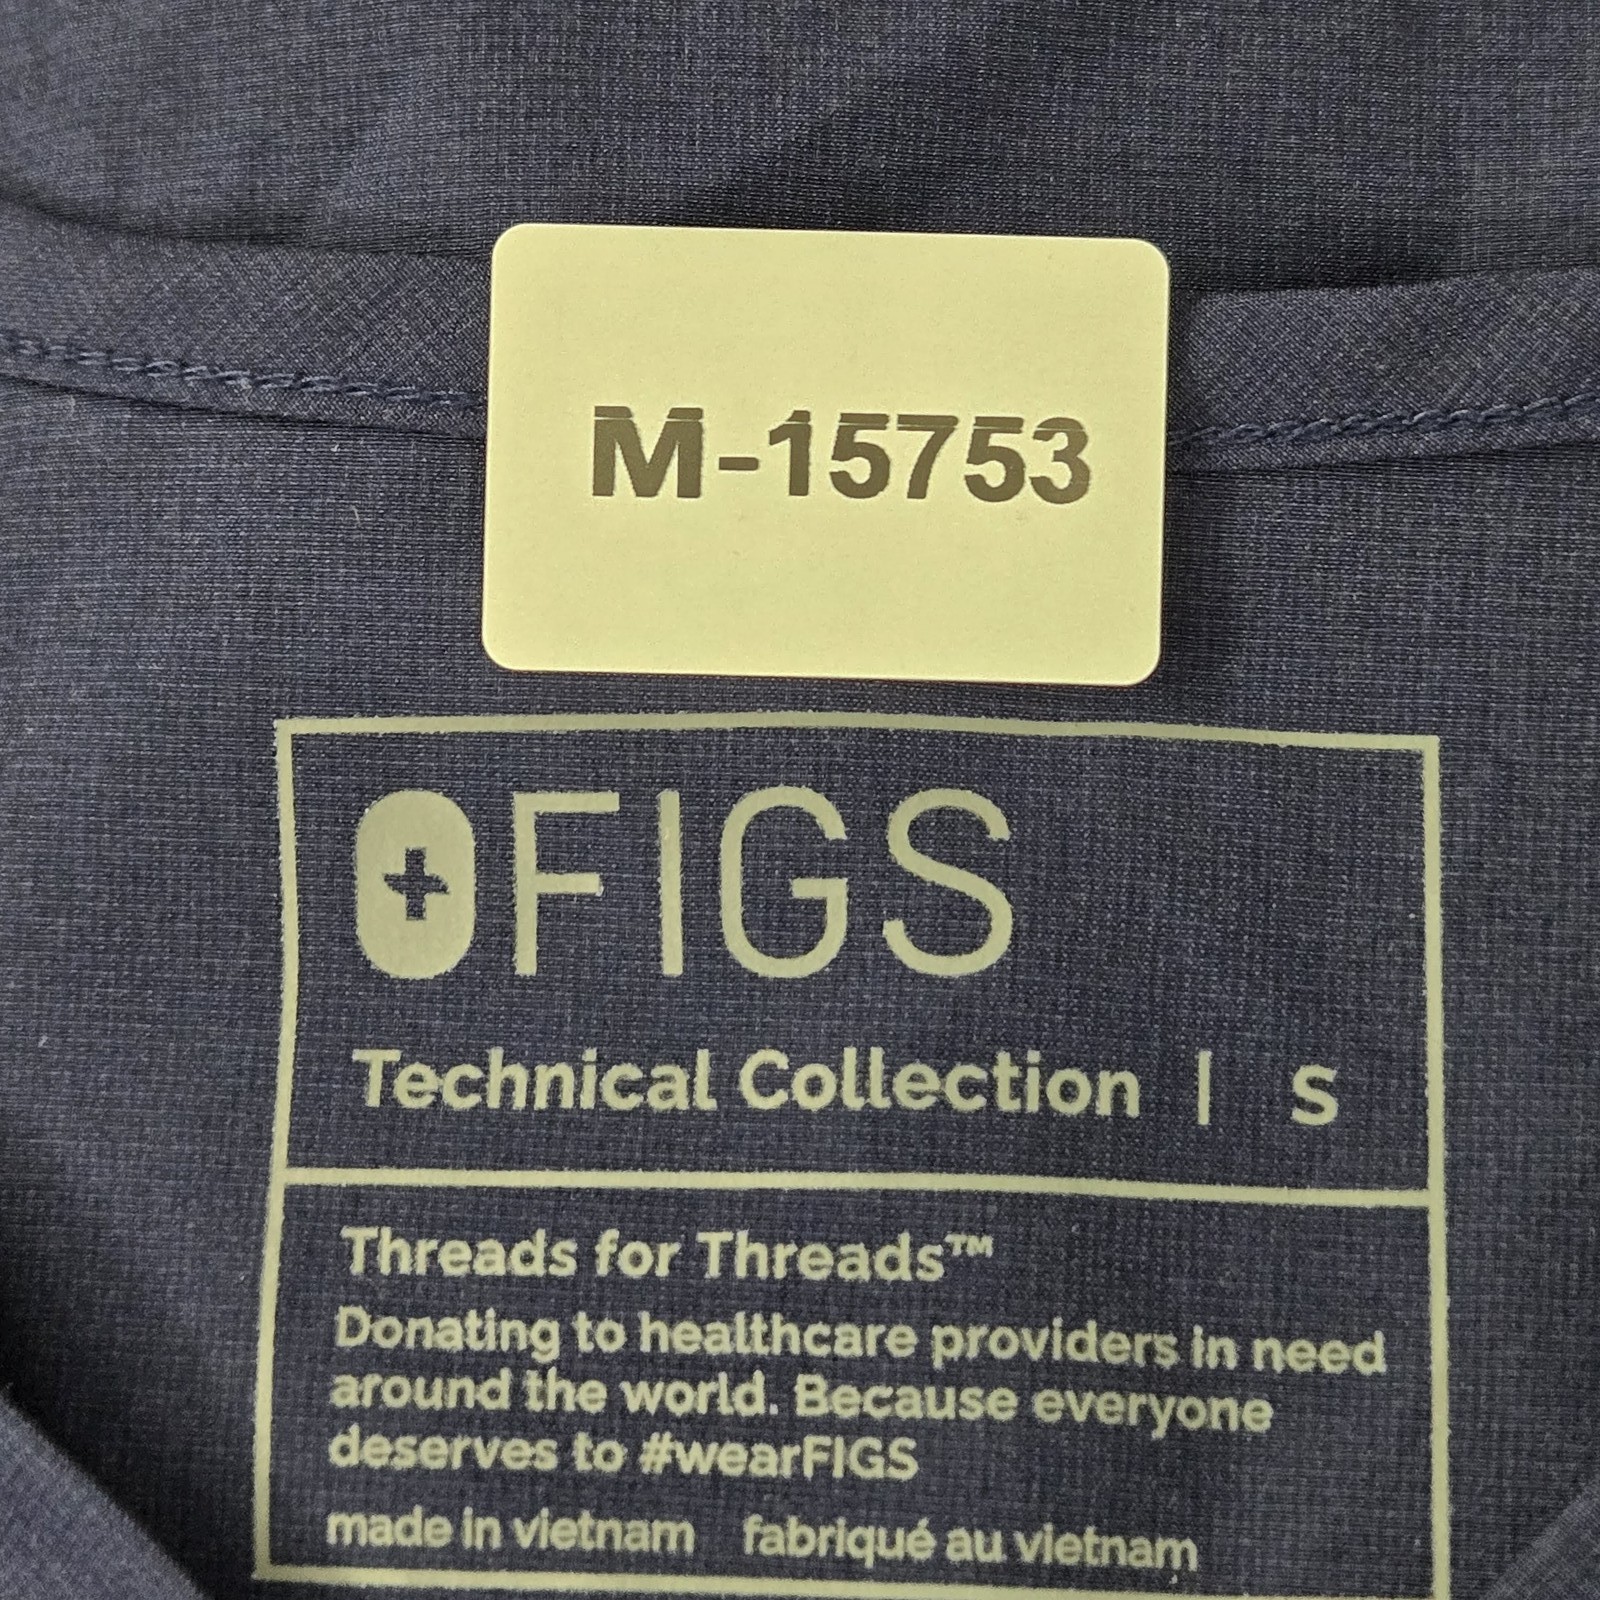 M-15753
FIGS
Technical Collection | S
Threads for Threads™
Donating to healthcare providers in need
around the world. Because everyone
deserves to #wearFIGS
made in vietnam fabriqué au vietnam